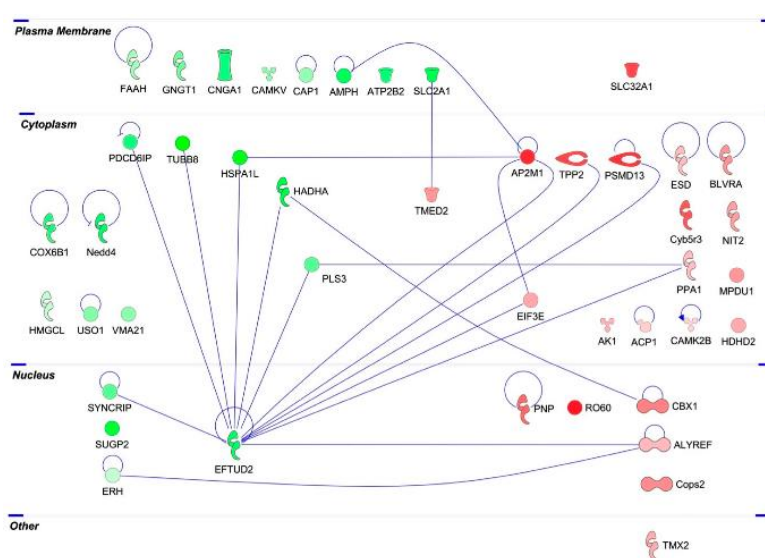 Plasma Membrane
FAAH
GNGT1
CNGA1
CAMKV
CAP1
AMPH
ATP2B2
SLC2A1
SLC32A1
Cytoplasm
PDCD6IP
TUBB8
HSPA1L
AP2M1
TPP2
PSMD13
ESD
BLVRA
HADHA
TMED2
COX6B1
Nedd4
Cyb5r3
NIT2
PLS3
PPA1
MPDU1
HMGCL
USO1
VMA21
EIF3E
AK1
ACP1
CAMK2B
HDHD2
Nucleus
SYNCRIP
PNP
RO60
CBX1
SUGP2
EFTUD2
ALYREF
ERH
Cops2
Other
TMX2